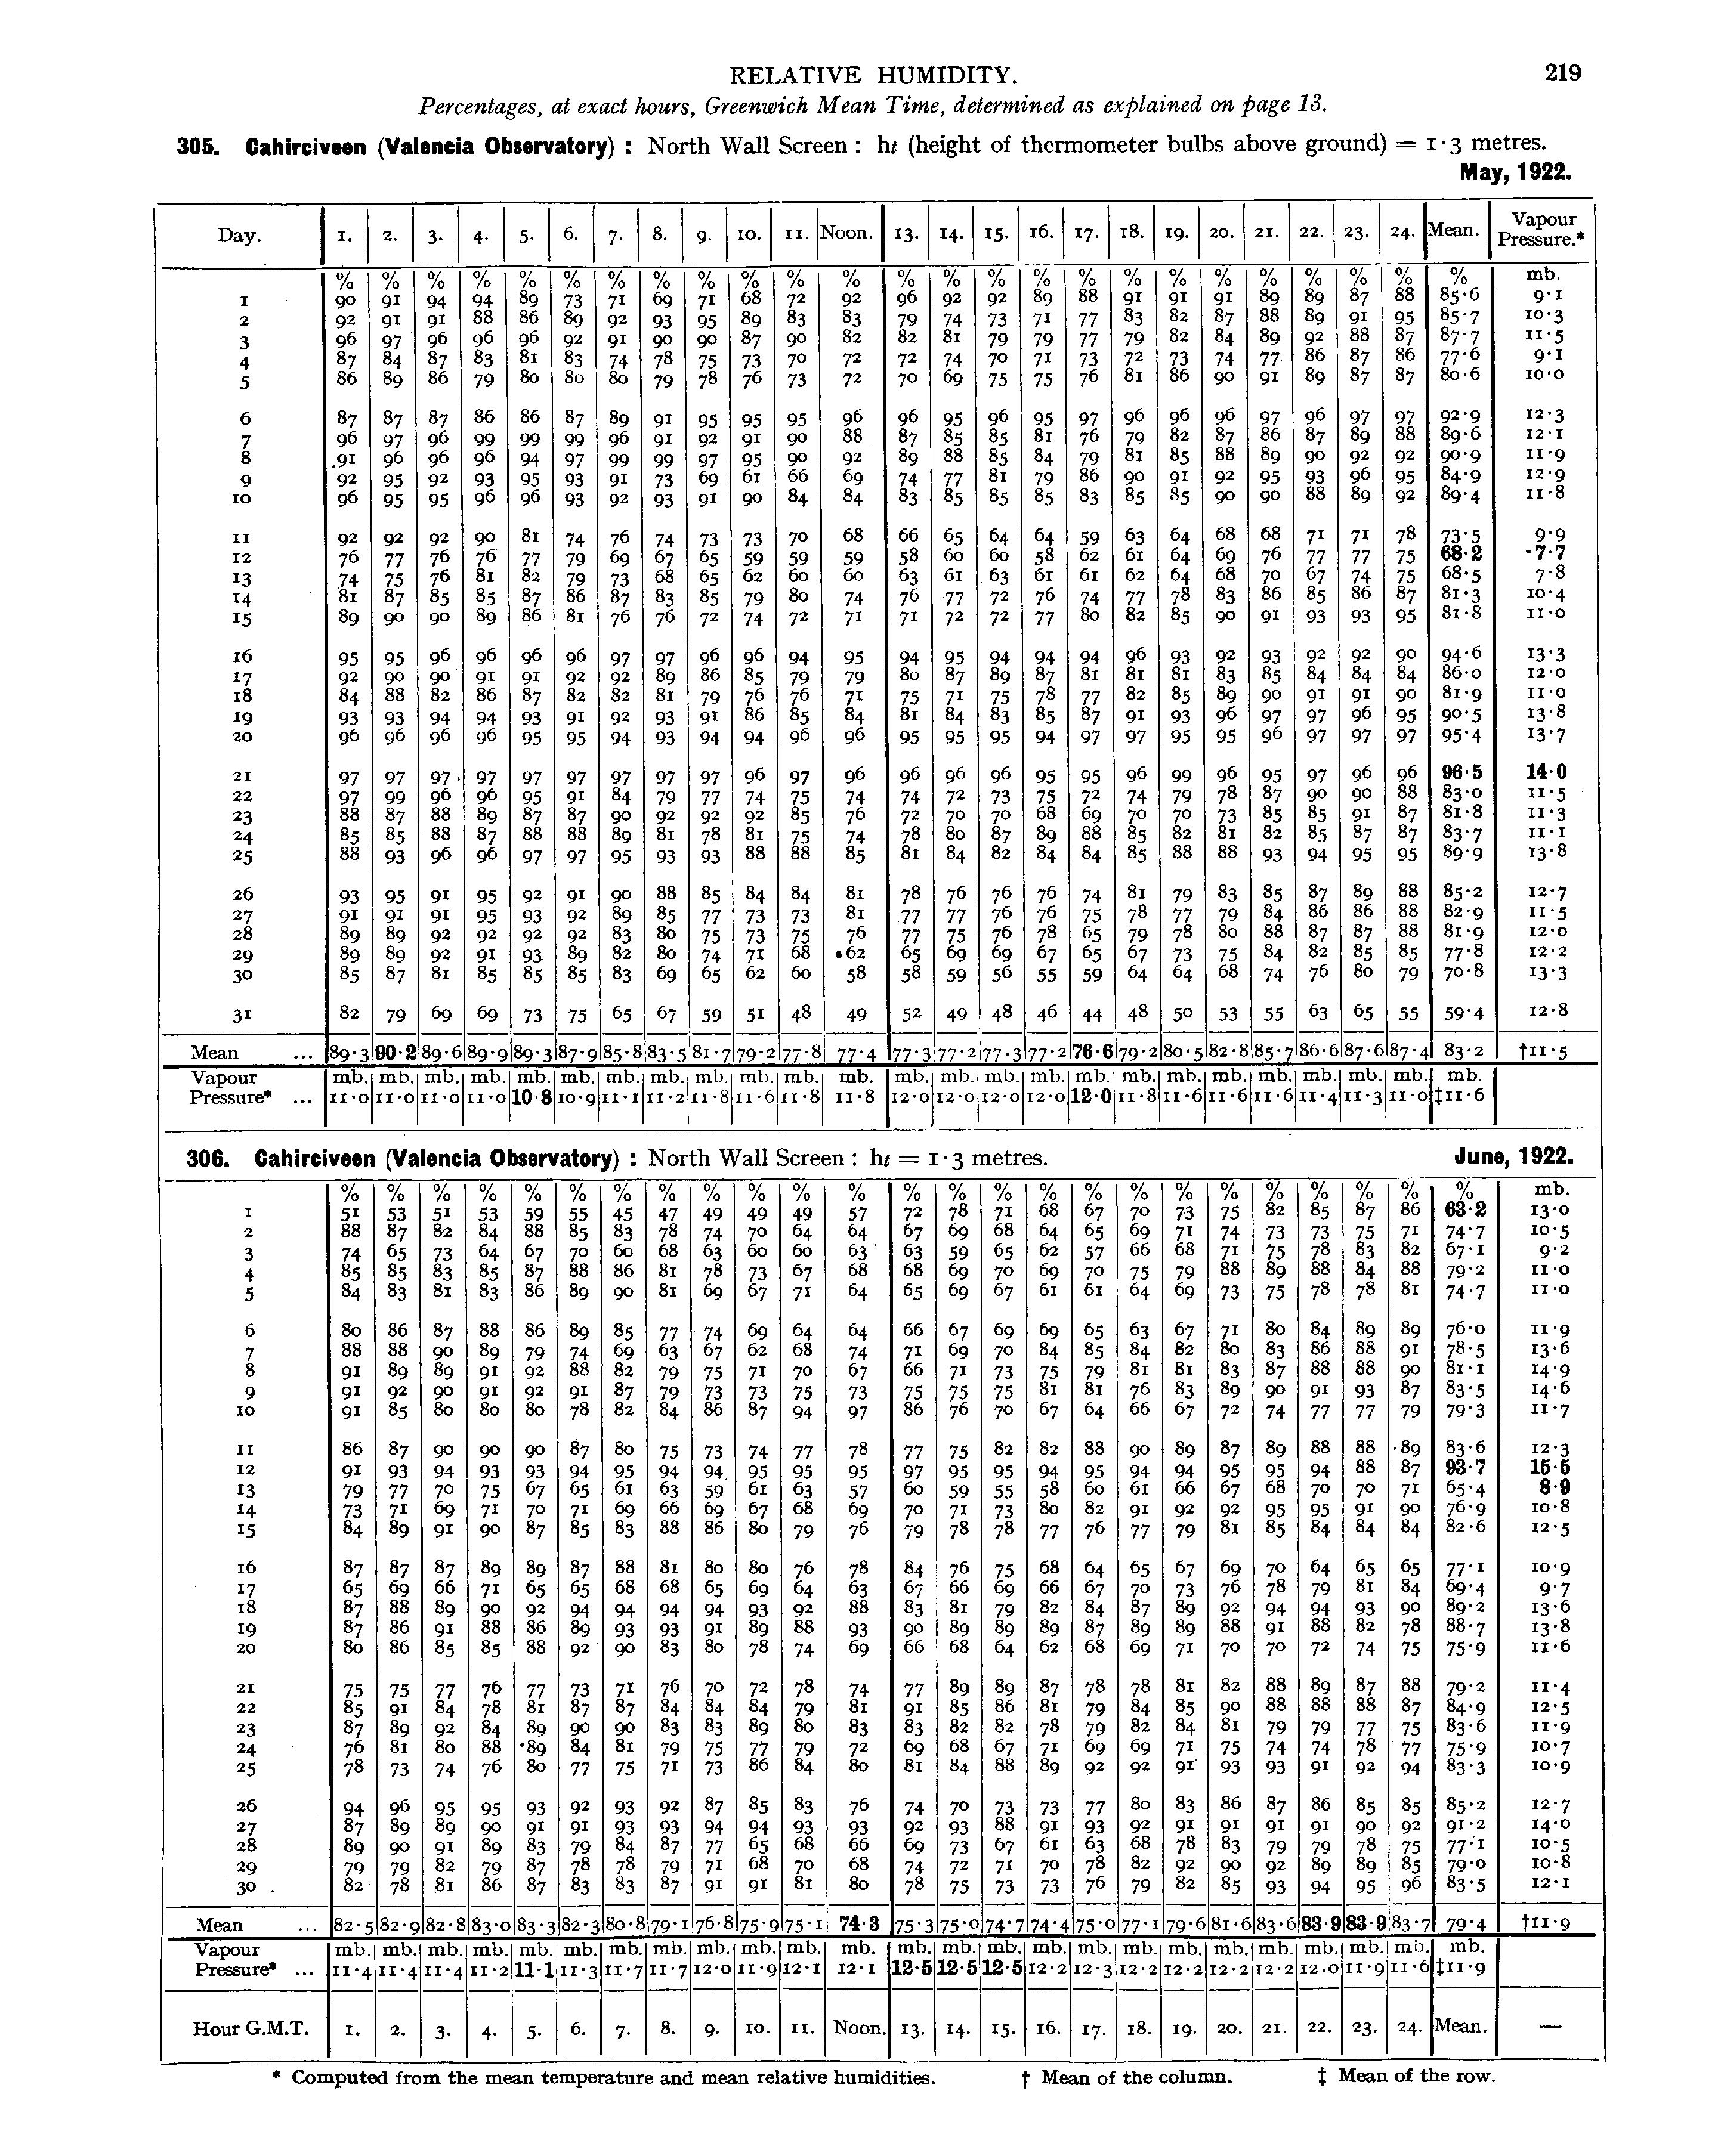 RELATIVE HUMIDITY. 219
Percentages, at exact hours, Greenwich Mean Time, determined as explained on page 13.
305. Cahirciveen (Valencia Observatory) : North Wall Screen : ht (height of thermometer bulbs above ground) = 1·3 metres.
May, 1922.
Day. 1. 2. 3. 4. 5. 6. 7. 8. 9. 10. 11. Noon. 13. 14. 15. 16. 17. 18. 19. 20. 21. 22. 23. 24. Mean. Vapour Pressure.*
% % % % % % % % % % % % % % % % % % % % % % % % % mb.
1 90 91 94 94 89 73 71 69 71 68 72 92 96 92 92 89 88 91 91 91 89 89 87 88 85·6 9·1
2 92 91 91 88 86 89 92 93 95 89 83 83 79 74 73 71 77 83 82 87 88 89 91 95 85·7 10·3
3 96 97 96 96 96 92 91 90 90 87 90 82 82 81 79 79 77 79 82 84 89 92 88 87 87·7 11·5
4 87 84 87 83 81 83 74 78 75 73 70 72 72 74 70 71 73 72 73 74 77 86 87 86 77·6 9·1
5 86 89 86 79 80 80 80 79 78 76 73 72 70 69 75 75 76 81 86 90 91 89 87 87 80·6 10·0
6 87 87 87 86 86 87 89 91 95 95 95 96 96 95 96 95 97 96 96 96 97 96 97 97 92·9 12·3
7 96 97 96 99 99 99 96 91 92 91 90 88 87 85 85 81 76 79 82 87 86 87 89 88 89·6 12·1
8 91 96 96 96 94 97 99 99 97 95 90 92 89 88 85 84 79 81 85 88 89 90 92 92 90·9 11·9
9 92 95 92 93 95 93 91 73 69 61 66 69 74 77 81 79 86 90 91 92 95 93 96 95 84·9 12·9
10 96 95 95 96 96 93 92 93 91 90 84 84 83 85 85 85 83 85 85 90 90 88 89 92 89·4 11·8
11 92 92 92 90 81 74 76 74 73 73 70 68 66 65 64 64 59 63 64 68 68 71 71 78 73·5 9·9
12 76 77 76 76 77 79 69 67 65 59 59 59 58 60 60 58 62 61 64 69 76 77 77 75 68·2 ·7·7
13 74 75 76 81 82 79 73 68 65 62 60 60 63 61 63 61 61 62 64 68 70 67 74 75 68·5 7·8
14 81 87 85 85 87 86 87 83 85 79 80 74 76 77 72 76 74 77 78 83 86 85 86 87 81·3 10·4
15 89 90 90 89 86 81 76 76 72 74 72 71 71 72 72 77 80 82 85 90 91 93 93 95 81·8 11·0
16 95 95 96 96 96 96 97 97 96 96 94 95 94 95 94 94 94 96 93 92 93 92 92 90 94·6 13·3
17 92 90 90 91 91 92 92 89 86 85 79 79 80 87 89 87 81 81 81 83 85 84 84 84 86·0 12·0
18 84 88 82 86 87 82 82 81 79 76 76 71 75 71 75 78 77 82 85 89 90 91 91 90 81·9 11·0
19 93 93 94 94 93 91 92 93 91 86 85 84 81 84 83 85 87 91 93 96 97 97 96 95 90·5 13·8
20 96 96 96 96 95 95 94 93 94 94 96 96 95 95 95 94 97 97 95 95 96 97 97 97 95·4 13·7
21 97 97 97 97 97 97 97 97 97 96 97 96 96 96 96 95 95 96 99 96 95 97 96 96 96·5 14·0
22 97 99 96 96 95 91 84 79 77 74 75 74 74 72 73 75 72 74 79 78 87 90 90 88 83·0 11·5
23 88 87 88 89 87 87 90 92 92 92 85 76 72 70 70 68 69 70 70 73 85 85 91 87 81·8 11·3
24 85 85 88 87 88 88 89 81 78 81 75 74 78 80 87 89 88 85 82 81 82 85 87 87 83·7 11·1
25 88 93 96 96 97 97 95 93 93 88 88 85 81 84 82 84 84 85 88 88 93 94 95 95 89·9 13·8
26 93 95 91 95 92 91 90 88 85 84 84 81 78 76 76 76 74 81 79 83 85 87 89 88 85·2 12·7
27 91 91 91 95 93 92 89 85 77 73 73 81 77 77 76 76 75 78 77 79 84 86 86 88 82·9 11·5
28 89 89 92 92 92 92 83 80 75 73 75 76 77 75 76 78 65 79 78 80 88 87 87 88 81·9 12·0
29 89 89 92 91 93 89 82 80 74 71 68 62 65 69 69 67 65 67 73 75 84 82 85 85 77·8 12·2
30 85 87 81 85 85 85 83 69 65 62 60 58 58 59 56 55 59 64 64 68 74 76 80 79 70·8 13·3
31 82 79 69 69 73 75 65 67 59 51 48 49 52 49 48 46 44 48 50 53 55 63 65 55 59·4 12·8
Mean ... 89·3 90·2 89·6 89·9 89·3 87·9 85·8 83·5 81·7 79·2 77·8 77·4 77·3 77·2 77·3 77·2 76·6 79·2 80·5 82·8 85·7 86·6 87·6 87·4 83·2 †11·5
Vapour mb. mb. mb. mb. mb. mb. mb. mb. mb. mb. mb. mb. mb. mb. mb. mb. mb. mb. mb. mb. mb. mb. mb. mb. mb.
Pressure* ... 11·0 11·0 11·0 11·0 10·8 10·9 11·1 11·2 11·8 11·6 11·8 11·8 12·0 12·0 12·0 12·0 12·0 11·8 11·6 11·6 11·6 11·4 11·3 11·0 ‡11·6
306. Cahirciveen (Valencia Observatory) : North Wall Screen : ht = 1·3 metres. June, 1922.
% % % % % % % % % % % % % % % % % % % % % % % % % mb.
1 51 53 51 53 59 55 45 47 49 49 49 57 72 78 71 68 67 70 73 75 82 85 87 86 63·2 13·0
2 88 87 82 84 88 85 83 78 74 70 64 64 67 69 68 64 65 69 71 74 73 73 75 71 74·7 10·5
3 74 65 73 64 67 70 60 68 63 60 60 63 63 59 65 62 57 66 68 71 75 78 83 82 67·1 9·2
4 85 85 83 85 87 88 86 81 78 73 67 68 68 69 70 69 70 75 79 88 89 88 84 88 79·2 11·0
5 84 83 81 83 86 89 90 81 69 67 71 64 65 69 67 61 61 64 69 73 75 78 78 81 74·7 11·0
6 80 86 87 88 86 89 85 77 74 69 64 64 66 67 69 69 65 63 67 71 80 84 89 89 76·0 11·9
7 88 88 90 89 79 74 69 63 67 62 68 74 71 69 70 84 85 84 82 80 83 86 88 91 78·5 13·6
8 91 89 89 91 92 88 82 79 75 71 70 67 66 71 73 75 79 81 81 83 87 88 88 90 81·1 14·9
9 91 92 90 91 92 91 87 79 73 73 75 73 75 75 75 81 81 76 83 89 90 91 93 87 83·5 14·6
10 91 85 80 80 80 78 82 84 86 87 94 97 86 76 70 67 64 66 67 72 74 77 77 79 79·3 11·7
11 86 87 90 90 90 87 80 75 73 74 77 78 77 75 82 82 88 90 89 87 89 88 88 89 83·6 12·3
12 91 93 94 93 93 94 95 94 94 95 95 95 97 95 95 94 95 94 94 95 95 94 88 87 93·7 15·5
13 79 77 70 75 67 65 61 63 59 61 63 57 60 59 55 58 60 61 66 67 68 70 70 71 65·4 8·9
14 73 71 69 71 70 71 69 66 69 67 68 69 70 71 73 80 82 91 92 92 95 95 91 90 76·9 10·8
15 84 89 91 90 87 85 83 88 86 80 79 76 79 78 78 77 76 77 79 81 85 84 84 84 82·6 12·5
16 87 87 87 89 89 87 88 81 80 80 76 78 84 76 75 68 64 65 67 69 70 64 65 65 77·1 10·9
17 65 69 66 71 65 65 68 68 65 69 64 63 67 66 69 66 67 70 73 76 78 79 81 84 69·4 9·7
18 87 88 89 90 92 94 94 94 94 93 92 88 83 81 79 82 84 87 89 92 94 94 93 90 89·2 13·6
19 87 86 91 88 86 89 93 93 91 89 88 93 90 89 89 89 87 89 89 88 91 88 82 78 88·7 13·8
20 80 86 85 85 88 92 90 83 80 78 74 69 66 68 64 62 68 69 71 70 70 72 74 75 75·9 11·6
21 75 75 77 76 77 73 71 76 70 72 78 74 77 89 89 87 78 78 81 82 88 89 87 88 79·2 11·4
22 85 91 84 78 81 87 87 84 84 84 79 81 91 85 86 81 79 84 85 90 88 88 88 87 84·9 12·5
23 87 89 92 84 89 90 90 83 83 89 80 83 83 82 82 78 79 82 84 81 79 79 77 75 83·6 11·9
24 76 81 80 88 89 84 81 79 75 77 79 72 69 68 67 71 69 69 71 75 74 74 78 77 75·9 10·7
25 78 73 74 76 80 77 75 71 73 86 84 80 81 84 88 89 92 92 91 93 93 91 92 94 83·3 10·9
26 94 96 95 95 93 92 93 92 87 85 83 76 74 70 73 73 77 80 83 86 87 86 85 85 85·2 12·7
27 87 89 89 90 91 91 93 93 94 94 93 93 92 93 88 91 93 92 91 91 91 91 90 92 91·2 14·0
28 89 90 91 89 83 79 84 87 77 65 68 66 69 73 67 61 63 68 78 83 79 79 78 75 77·1 10·5
29 79 79 82 79 87 78 78 79 71 68 70 68 74 72 71 70 78 82 92 90 92 89 89 85 79·0 10·8
30 82 78 81 86 87 83 83 87 91 91 81 80 78 75 73 73 76 79 82 85 93 94 95 96 83·5 12·1
Mean ... 82·5 82·9 82·8 83·0 83·3 82·3 80·8 79·1 76·8 75·9 75·1 74·3 75·3 75·0 74·7 74·4 75·0 77·1 79·6 81·6 83·6 83·9 83·9 83·7 79·4 †11·9
Vapour mb. mb. mb. mb. mb. mb. mb. mb. mb. mb. mb. mb. mb. mb. mb. mb. mb. mb. mb. mb. mb. mb. mb. mb. mb.
Pressure* ... 11·4 11·4 11·4 11·2 11·1 11·3 11·7 11·7 12·0 11·9 12·1 12·1 12·5 12·5 12·5 12·2 12·3 12·2 12·2 12·2 12·2 12·0 11·9 11·6 ‡11·9
Hour G.M.T. 1. 2. 3. 4. 5. 6. 7. 8. 9. 10. 11. Noon. 13. 14. 15. 16. 17. 18. 19. 20. 21. 22. 23. 24. Mean. —
* Computed from the mean temperature and mean relative humidities. † Mean of the column. ‡ Mean of the row.